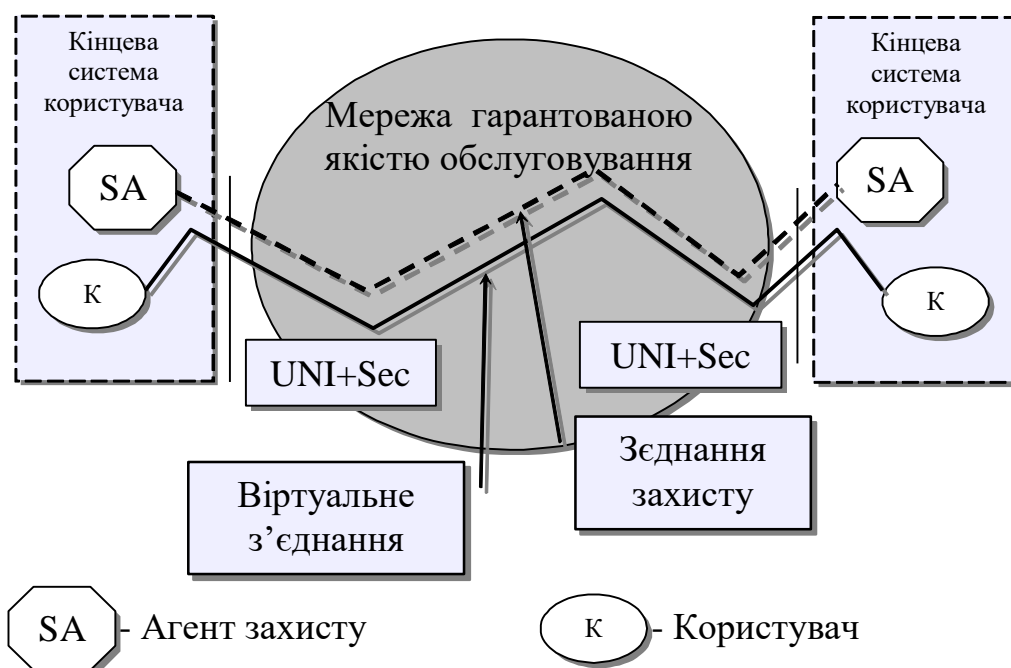 Кінцева
система
користувача
SA
К
Мережа гарантованою
якістю обслуговування
Кінцева
система
користувача
SA
К
UNI+Sec
UNI+Sec
Віртуальне
з’єднання
Зєднання
захисту
SA - Агент захисту
К - Користувач